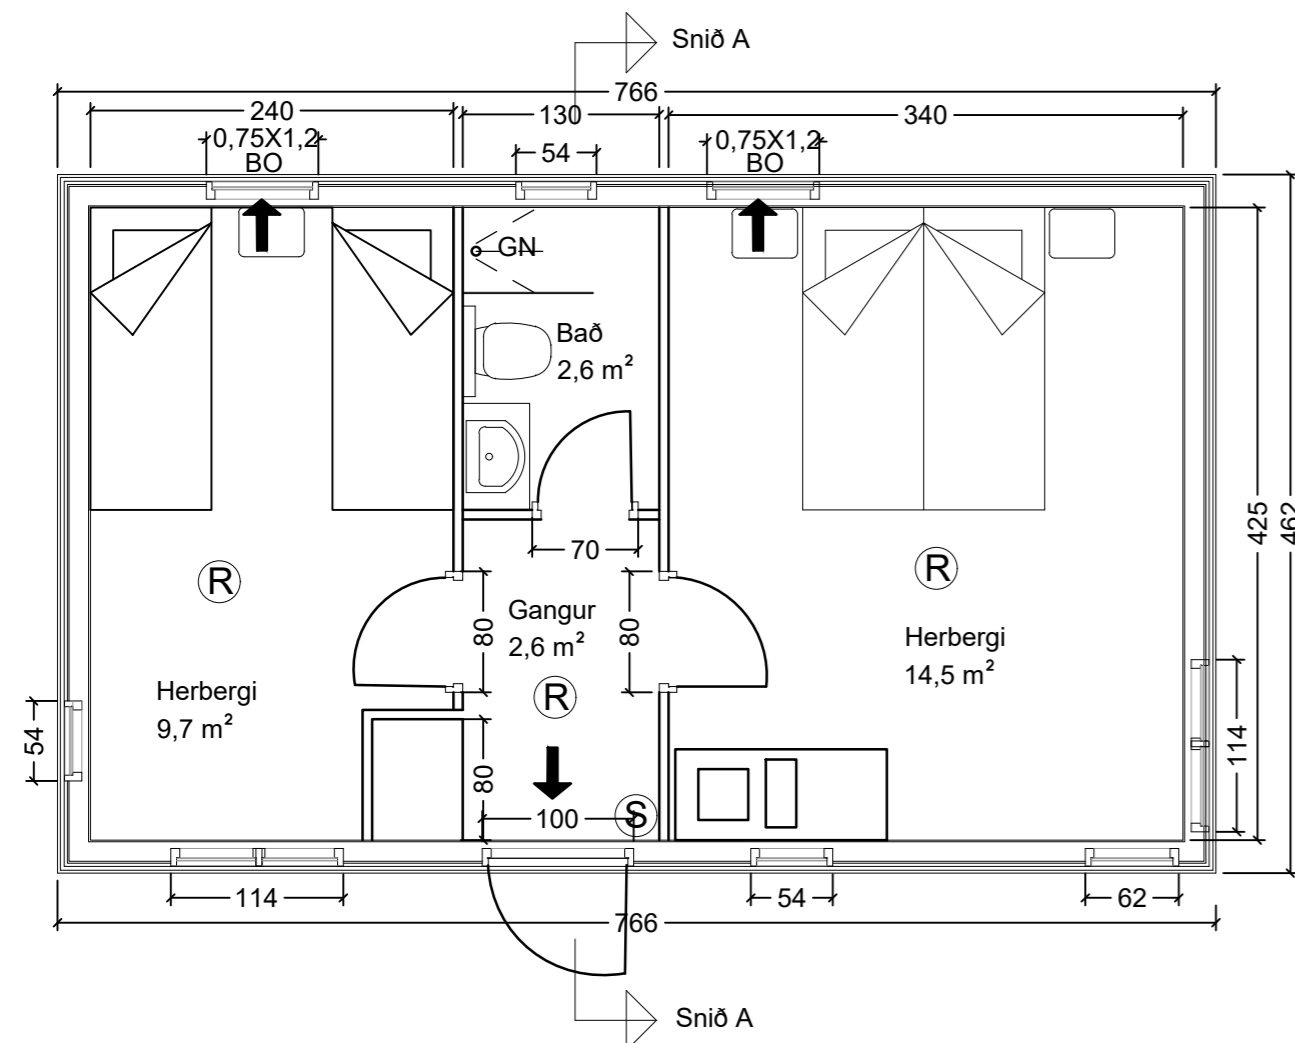 Snið A
766
240
130
340
0,75X1,2
BO
54
0,75X1,2
BO
GN
Bað
2,6 m²
70
425
462
R
R
80
Gangur
2,6 m²
80
Herbergi
14,5 m²
Herbergi
9,7 m²
R
54
114
80
100
S
114
54
62
766
Snið A